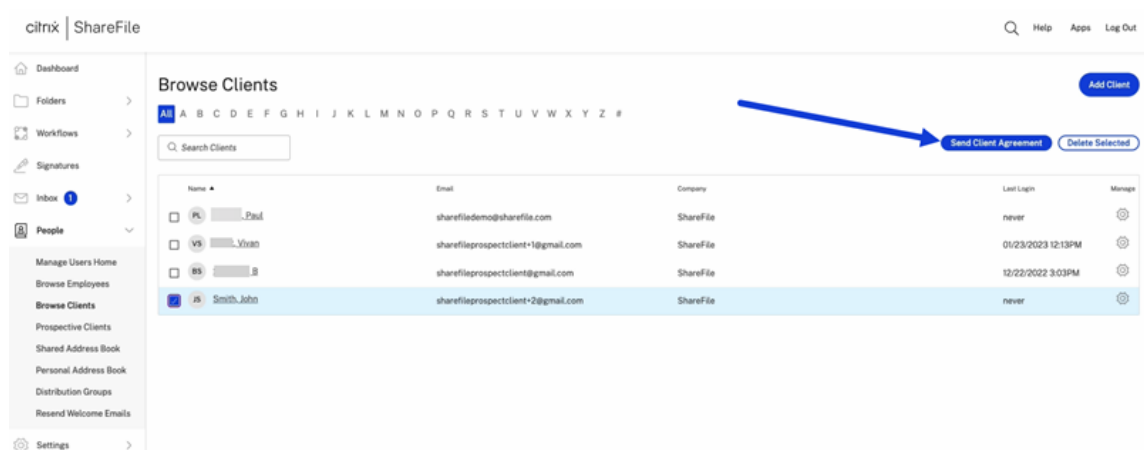 citrix | ShareFile
Help Apps Log Out
Dashboard
Folders
Workflows
Signatures
Inbox 1
People
Manage Users Home
Browse Employees
Browse Clients
Prospective Clients
Shared Address Book
Personal Address Book
Distribution Groups
Resend Welcome Emails
Settings
Browse Clients
Add Client
All A B C D E F G H I J K L M N O P Q R S T U V W X Y Z #
Search Clients
Send Client Agreement Delete Selected
Name Email Company Last Login Manage
PL , Paul sharefiledemo@sharefile.com ShareFile never
VS , Vivan sharefileprospectclient+1@gmail.com ShareFile 01/23/2023 12:13PM
BS B sharefileprospectclient@gmail.com ShareFile 12/22/2022 3:03PM
JS Smith, John sharefileprospectclient+2@gmail.com ShareFile never